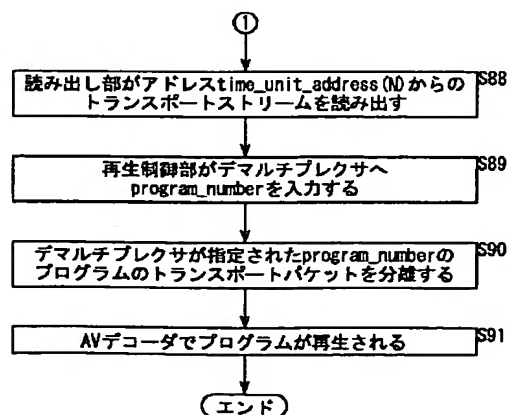 ①
読み出し部がアドレスtime_unit_address(N)からの
トランスポートストリームを読み出す
S88
再生制御部がデマルチプレクサへ
program_numberを入力する
S89
デマルチプレクサが指定されたprogram_numberの
プログラムのトランスポートパケットを分離する
S90
AVデコーダでプログラムが再生される
S91
エンド